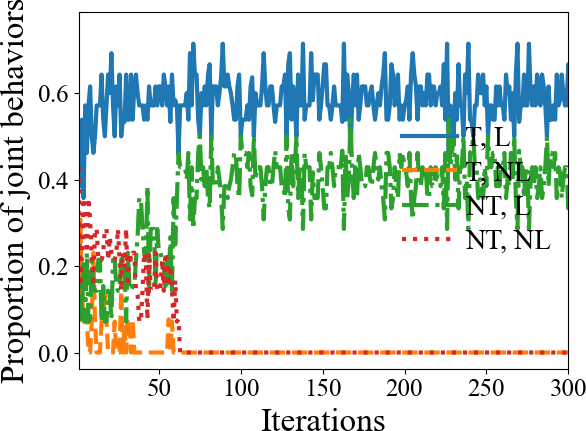 Proportion of joint behaviors
0.6
0.4
0.2
0.0
T, L
T, NL
NT, L
NT, NL
50 100 150 200 250 300
Iterations